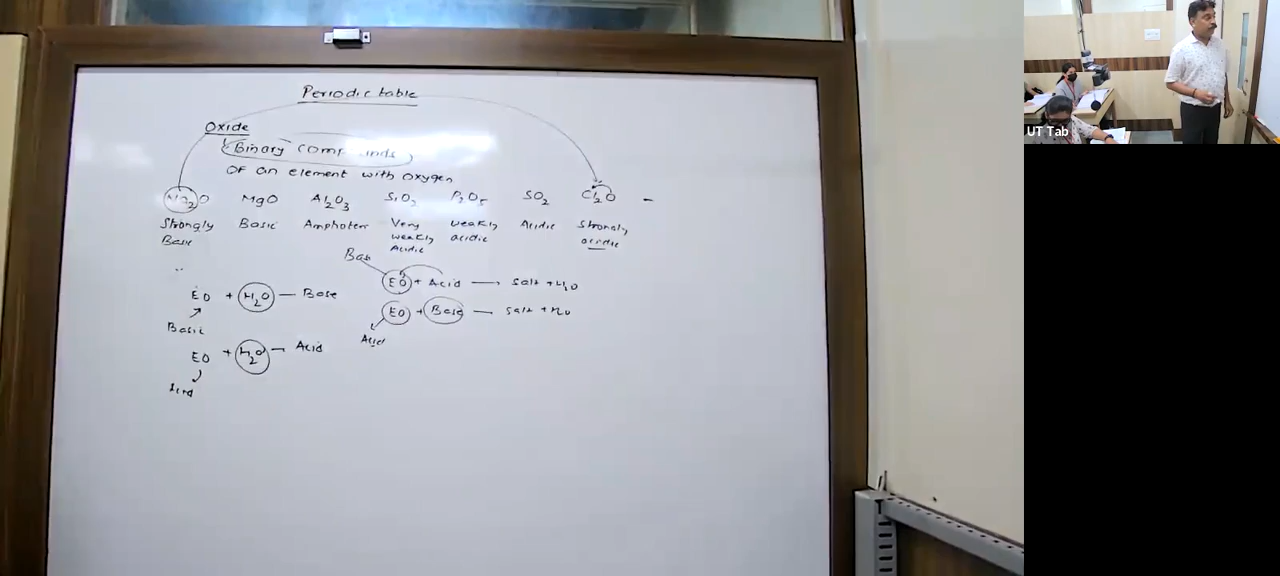 Periodic table
Oxide
Binary compounds
Of an element with oxygen
Na2O MgO Al2O3 SiO2 P2O5 SO2 Cl2O
Strongly Basic Basic Amphoteri Very weakly Acidic weakly acidic Acidic strongly acidic
EO + H2O — Base
Basic
EO + H2O — Acid
Acid
Bas
EO + Acid → Salt + H2O
EO + Base — Salt + H2O
Acid
UT Tab